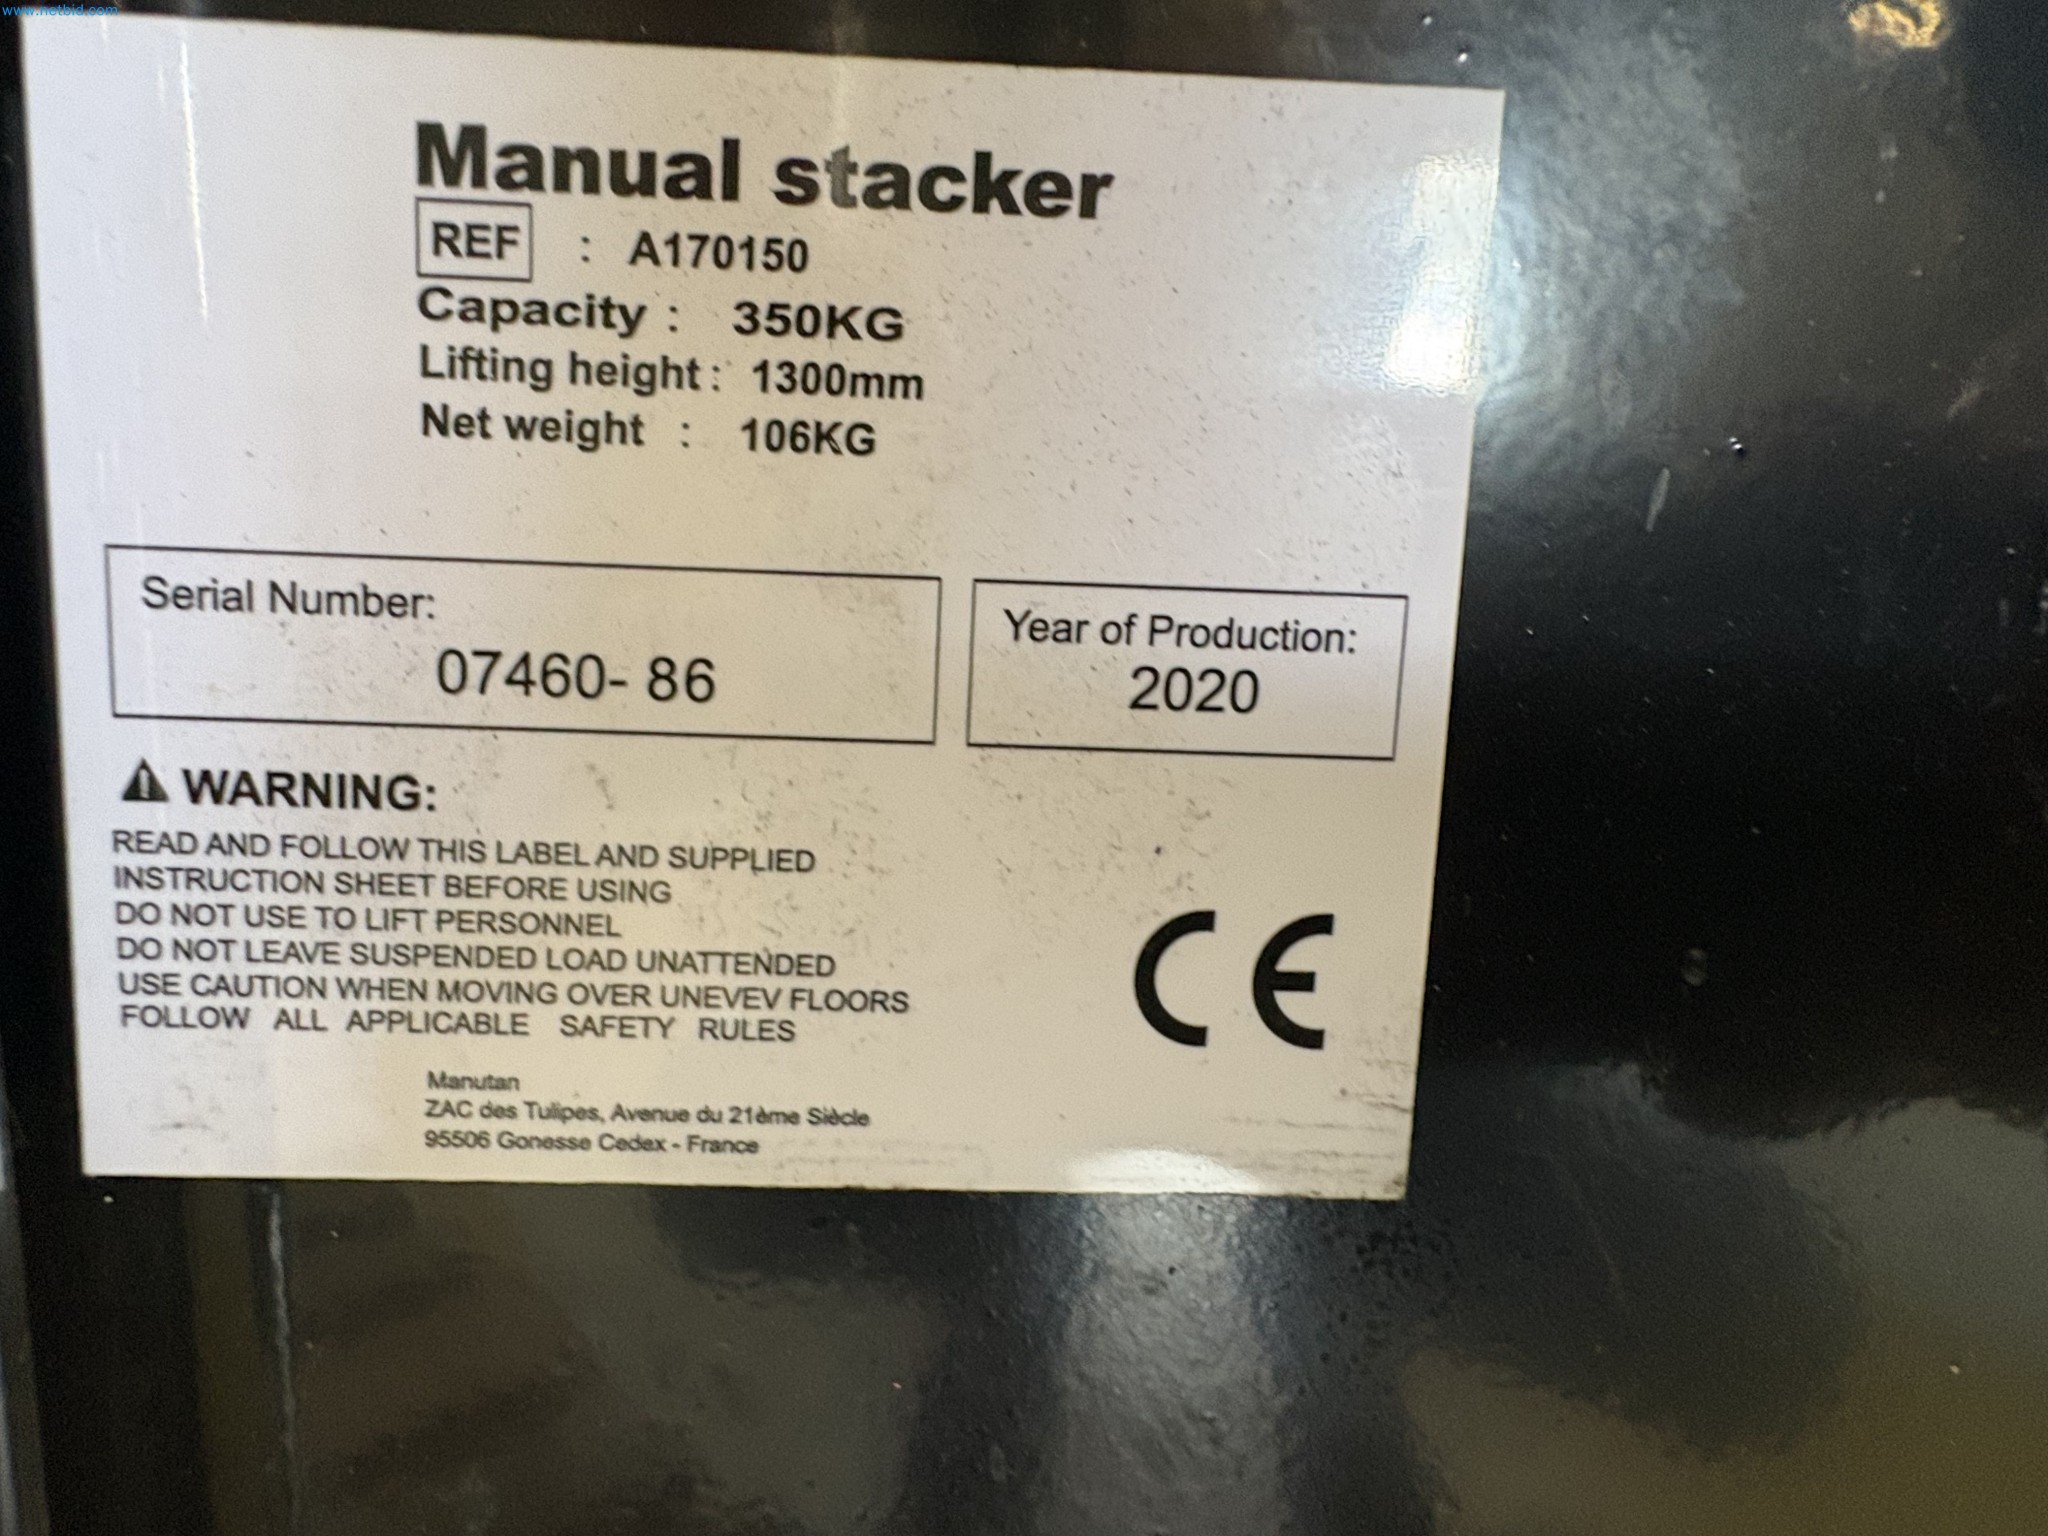 www.netbid.com
Manual stacker
REF : A170150
Capacity : 350KG
Lifting height : 1300mm
Net weight : 106KG
Serial Number:
07460- 86
Year of Production:
2020
WARNING:
READ AND FOLLOW THIS LABEL AND SUPPLIED
INSTRUCTION SHEET BEFORE USING
DO NOT USE TO LIFT PERSONNEL
DO NOT LEAVE SUSPENDED LOAD UNATTENDED
USE CAUTION WHEN MOVING OVER UNEVEV FLOORS
FOLLOW ALL APPLICABLE SAFETY RULES
CE
Manutan
ZAC des Tulipes, Avenue du 21ème Siècle
95506 Gonesse Cedex - France